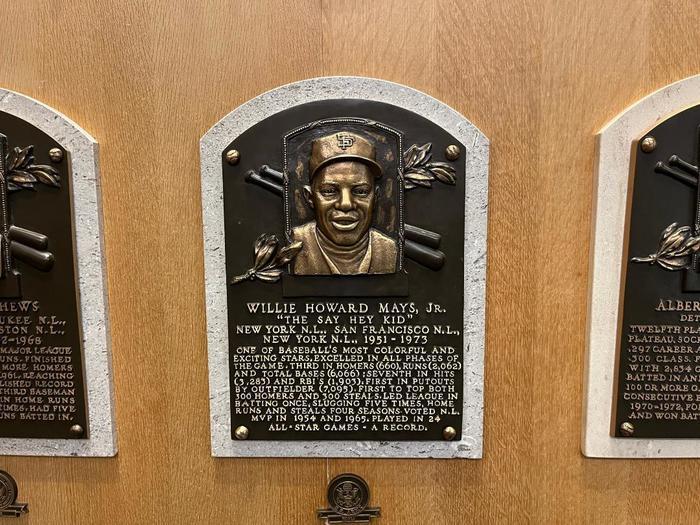 HEWS
UKEE N.L.,
STON N.L.,
2-1968
MAJOR LEAGUE
UNS. FINISHED
MORE HOMERS
1961. REACHING
LISHED RECORD
THIRD BASEMAN
IN HOME RUNS
TIMES. HAD FIVE
UNS BATTED IN.
SF
WILLIE HOWARD MAYS, JR.
"THE SAY HEY KID"
NEW YORK N.L., SAN FRANCISCO N.L.,
NEW YORK N.L., 1951 - 1973
ONE OF BASEBALL'S MOST COLORFUL AND
EXCITING STARS, EXCELLED IN ALL PHASES OF
THE GAME. THIRD IN HOMERS (660), RUNS (2,062)
AND TOTAL BASES (6,066); SEVENTH IN HITS
(3,283) AND RBI'S (1,903). FIRST IN PUTOUTS
BY OUTFIELDER (7,095). FIRST TO TOP BOTH
300 HOMERS AND 300 STEALS. LED LEAGUE IN
BATTING ONCE, SLUGGING FIVE TIMES, HOME
RUNS AND STEALS FOUR SEASONS. VOTED N.L.
MVP IN 1954 AND 1965. PLAYED IN 24
ALL-STAR GAMES - A RECORD.
ALBER
DET
TWELFTH PLA
PLATEAU, SOCK
.297 CAREER A
.300 CLASS
WITH 2,834 G
BATTED IN AN
100 OR MORE G
CONSECUTIVE E
1970-1972, FO
AND WON BAT